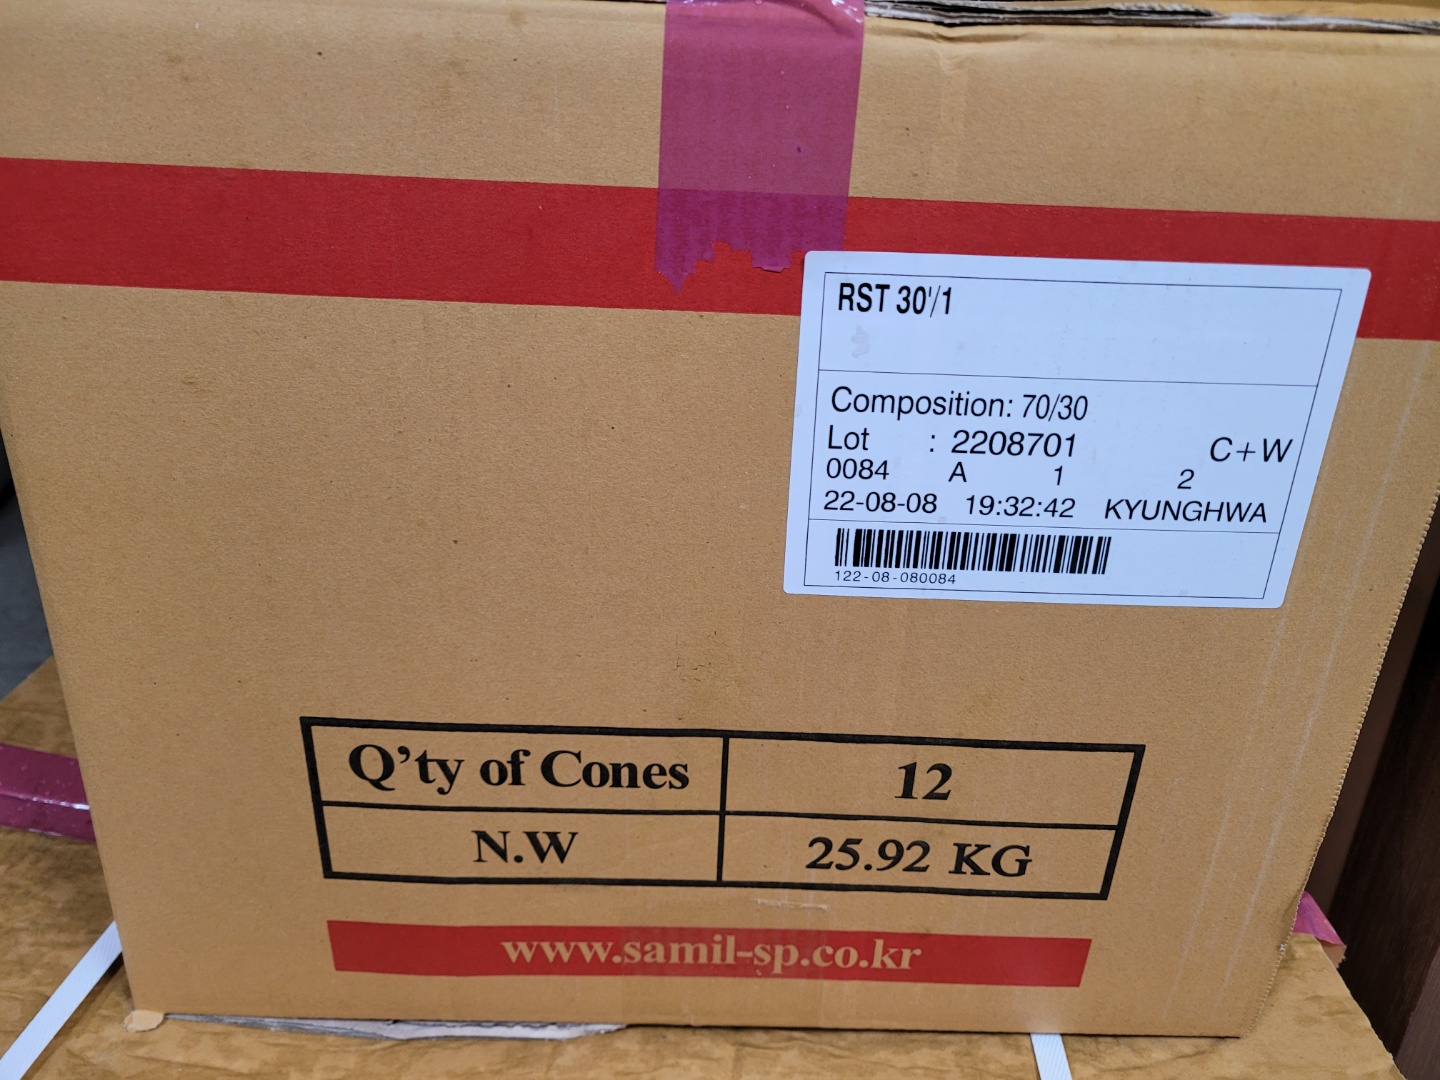 RST 30'/1
Composition: 70/30
Lot : 2208701 C+W
0084 A 1 2
22-08-08 19:32:42 KYUNGHWA
122-08-080084
Q'ty of Cones 12
N.W 25.92 KG
www.samil-sp.co.kr